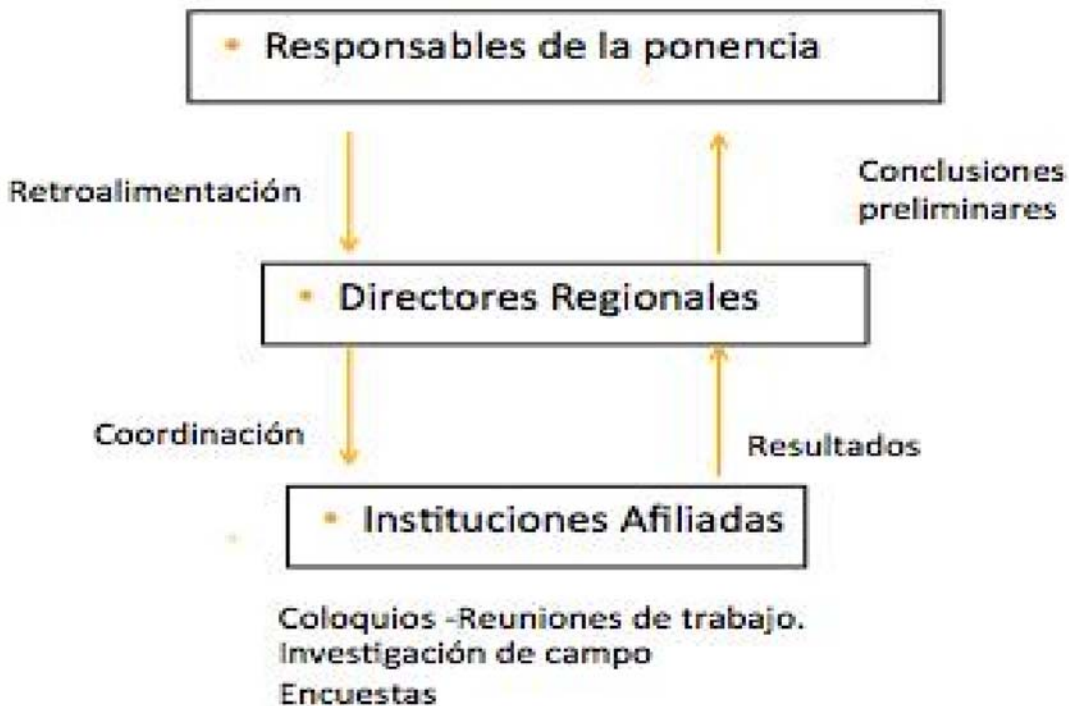 • Responsables de la ponencia
Retroalimentación
Conclusiones
preliminares
• Directores Regionales
Coordinación
Resultados
• Instituciones Afiliadas
Coloquios -Reuniones de trabajo.
Investigación de campo
Encuestas